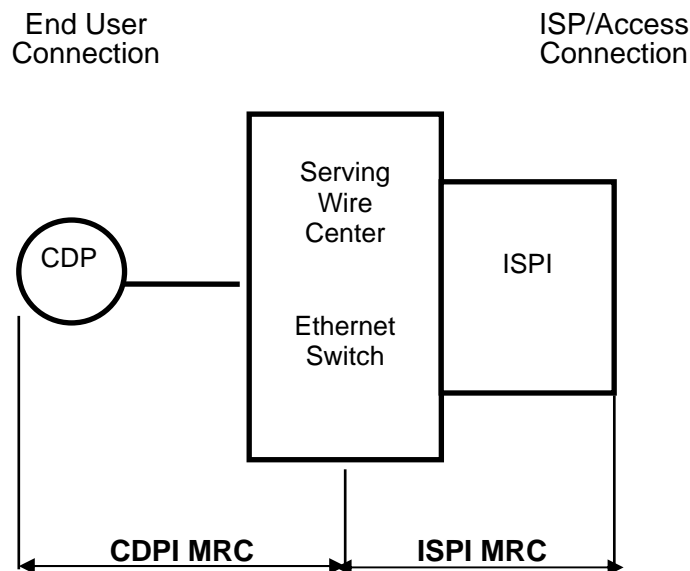 End User
Connection
ISP/Access
Connection
Serving
Wire
Center
CDP
ISPI
Ethernet
Switch
CDPI MRC
ISPI MRC